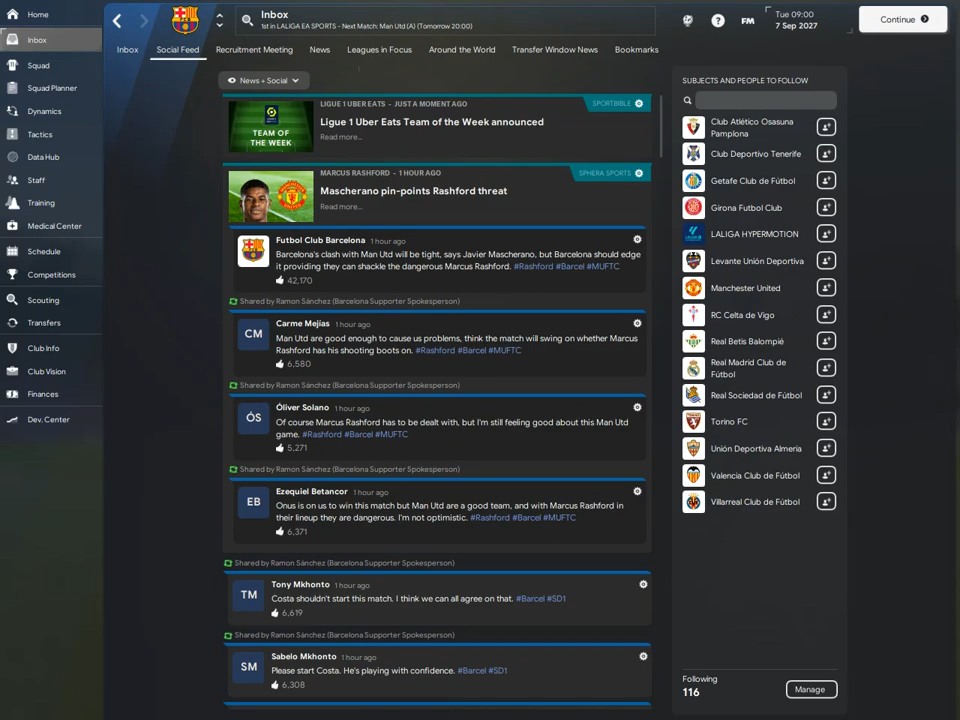 Inbox
1st in LALIGA EA SPORTS - Next Match: Man Utd (A) (Tomorrow 20:00)
?
FM
Tue 09:00
7 Sep 2027
Continue
Home
Inbox
Squad
Squad Planner
Dynamics
Tactics
Data Hub
Staff
Training
Medical Center
Schedule
Competitions
Scouting
Transfers
Club Info
Club Vision
Finances
Dev. Center
Inbox
Social Feed
Recruitment Meeting
News
Leagues in Focus
Around the World
Transfer Window News
Bookmarks
News + Social
LIGUE 1 UBER EATS - JUST A MOMENT AGO
SPORTBIBLE
TEAM OF
THE WEEK
Ligue 1 Uber Eats Team of the Week announced
Read more...
MARCUS RASHFORD - 1 HOUR AGO
SPHERA SPORTS
Mascherano pin-points Rashford threat
Read more...
Futbol Club Barcelona 1 hour ago
Barcelona's clash with Man Utd will be tight, says Javier Mascherano, but Barcelona should edge
it providing they can shackle the dangerous Marcus Rashford. #Rashford #Barcel #MUFTC
42,170
Shared by Ramon Sánchez (Barcelona Supporter Spokesperson)
CM
Carme Mejías 1 hour ago
Man Utd are good enough to cause us problems, think the match will swing on whether Marcus
Rashford has his shooting boots on. #Rashford #Barcel #MUFTC
6,580
Shared by Ramon Sánchez (Barcelona Supporter Spokesperson)
ÓS
Óliver Solano 1 hour ago
Of course Marcus Rashford has to be dealt with, but I'm still feeling good about this Man Utd
game. #Rashford #Barcel #MUFTC
5,271
Shared by Ramon Sánchez (Barcelona Supporter Spokesperson)
EB
Ezequiel Betancor 1 hour ago
Onus is on us to win this match but Man Utd are a good team, and with Marcus Rashford in
their lineup they are dangerous. I'm not optimistic. #Rashford #Barcel #MUFTC
6,371
Shared by Ramon Sánchez (Barcelona Supporter Spokesperson)
TM
Tony Mkhonto 1 hour ago
Costa shouldn't start this match. I think we can all agree on that. #Barcel #SD1
6,619
Shared by Ramon Sánchez (Barcelona Supporter Spokesperson)
SM
Sabelo Mkhonto 1 hour ago
Please start Costa. He's playing with confidence. #Barcel #SD1
6,308
SUBJECTS AND PEOPLE TO FOLLOW
Club Atlético Osasuna
Pamplona
Club Deportivo Tenerife
Getafe Club de Fútbol
Girona Futbol Club
LALIGA HYPERMOTION
Levante Unión Deportiva
Manchester United
RC Celta de Vigo
Real Betis Balompié
Real Madrid Club de
Fútbol
Real Sociedad de Fútbol
Torino FC
Unión Deportiva Almería
Valencia Club de Fútbol
Villarreal Club de Fútbol
Following
116
Manage